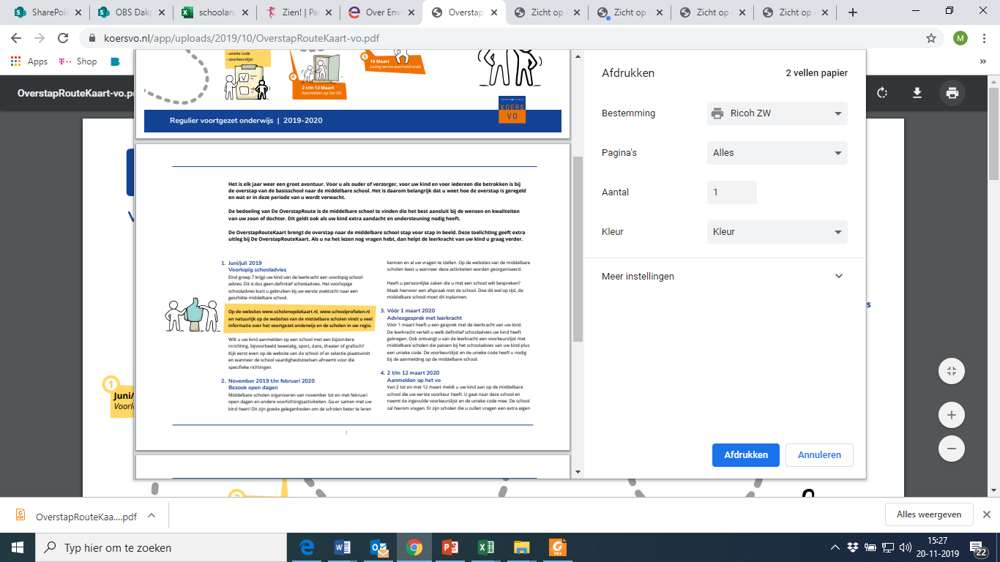 SharePoi
OBS Dakp
schoolana
Zien! | Pa
Over Env
Overstap
Zicht op
Zicht op
Zicht op
Zicht op
koersvo.nl/app/uploads/2019/10/OverstapRouteKaart-vo.pdf
M
Apps
Shop
»
OverstapRouteKaart-vo.p
- unieke code
- voorkeurslijst
4
2 t/m 12 Maart
Aanmelden op het VO
5
19 Maart
Loting eerste aanmeldronde
KOERS
VO
Regulier voortgezet onderwijs | 2019-2020
Het is elk jaar weer een groot avontuur. Voor u als ouder of verzorger, voor uw kind en voor iedereen die betrokken is bij
de overstap van de basisschool naar de middelbare school. Het is daarom belangrijk dat u weet hoe de overstap is geregeld
en wat er in deze periode van u wordt verwacht.
De bedoeling van De OverstapRoute is de middelbare school te vinden die het best aansluit bij de wensen en kwaliteiten
van uw zoon of dochter. Dit geldt ook als uw kind extra aandacht en ondersteuning nodig heeft.
De OverstapRouteKaart brengt de overstap naar de middelbare school stap voor stap in beeld. Deze toelichting geeft extra
uitleg bij De OverstapRouteKaart. Als u na het lezen nog vragen hebt, dan helpt de leerkracht van uw kind u graag verder.
1. Juni/juli 2019
Voorlopig schooladvies
Eind groep 7 krijgt uw kind van de leerkracht een voorlopig school-
advies. Dit is dus geen definitief schooladvies. Het voorlopige
schooladvies kunt u gebruiken bij uw eerste zoektocht naar een
geschikte middelbare school.
Op de websites www.scholenopdekaart.nl, www.schoolprofielen.nl
en natuurlijk op de websites van de middelbare scholen vindt u veel
informatie over het voortgezet onderwijs en de scholen in uw regio.
Wilt u uw kind aanmelden op een school met een bijzondere
inrichting, bijvoorbeeld tweetalig, sport, dans, theater of grafisch?
Kijk eerst even op de website van de school of er selectie plaatsvindt
en wanneer de school vaardigheidstoetsen afneemt voor die
specifieke richtingen.
2. November 2019 t/m februari 2020
Bezoek open dagen
Middelbare scholen organiseren van november tot en met februari
open dagen en andere voorlichtingsactiviteiten. Ga er samen met uw
kind heen! Dit zijn goede gelegenheden om de scholen beter te leren
kennen en al uw vragen te stellen. Op de websites van de middelbare
scholen leest u wanneer deze activiteiten worden georganiseerd.
Heeft u persoonlijke zaken die u met een school wilt bespreken?
Maak hiervoor een afspraak met de school. Doe dit wel op tijd, de
middelbare school moet dit inplannen.
3. Vóór 1 maart 2020
Adviesgesprek met leerkracht
Vóór 1 maart heeft u een gesprek met de leerkracht van uw kind.
De leerkracht vertelt u welk definitief schooladvies uw kind heeft
gekregen. Ook ontvangt u van de leerkracht een voorkeurslijst met
middelbare scholen die passen bij het schooladvies van uw kind plus
een unieke code. De voorkeurslijst en de unieke code heeft u nodig
bij de aanmelding op de middelbare school.
4. 2 t/m 12 maart 2020
Aanmelden op het vo
Van 2 tot en met 12 maart meldt u uw kind aan op de middelbare
school die uw eerste voorkeur heeft. U gaat naar deze school en
neemt de ingevulde voorkeurslijst en de unieke code mee. De school
zal hierom vragen. Er zijn scholen die u zullen vragen een extra eigen
1
Afdrukken
2 vellen papier
Bestemming
Ricoh ZW
Pagina's
Alles
Aantal
1
Kleur
Kleur
Meer instellingen
Afdrukken
Annuleren
V
s
1
Juni/
Voorl
OverstapRouteKaa....pdf
Alles weergeven
Typ hier om te zoeken
15:27
20-11-2019
22